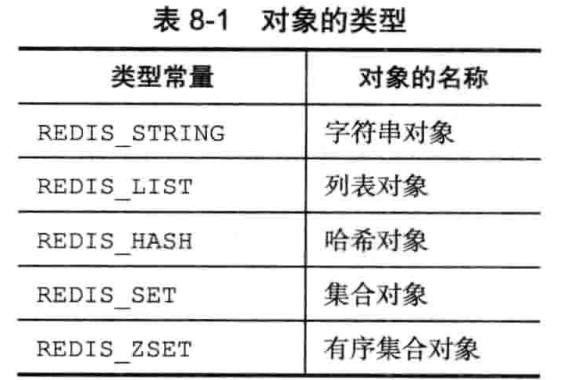 表 8-1 对象的类型
类型常量 对象的名称
REDIS_STRING 字符串对象
REDIS_LIST 列表对象
REDIS_HASH 哈希对象
REDIS_SET 集合对象
REDIS_ZSET 有序集合对象